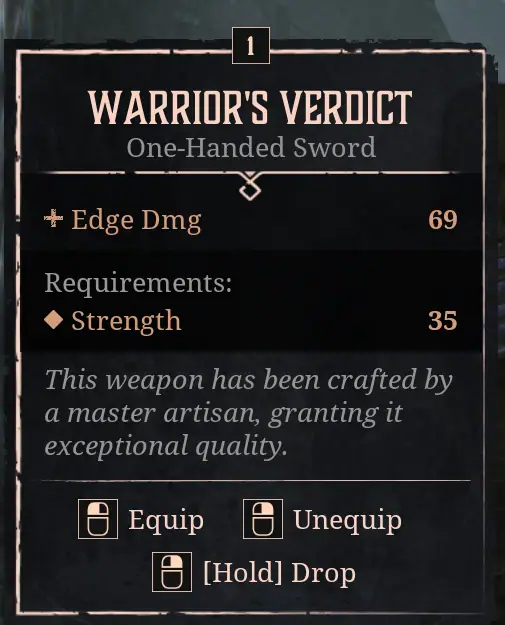 1
WARRIOR'S VERDICT
One-Handed Sword
Edge Dmg 69
Requirements:
Strength 35
This weapon has been crafted by
a master artisan, granting it
exceptional quality.
Equip Unequip
[Hold] Drop